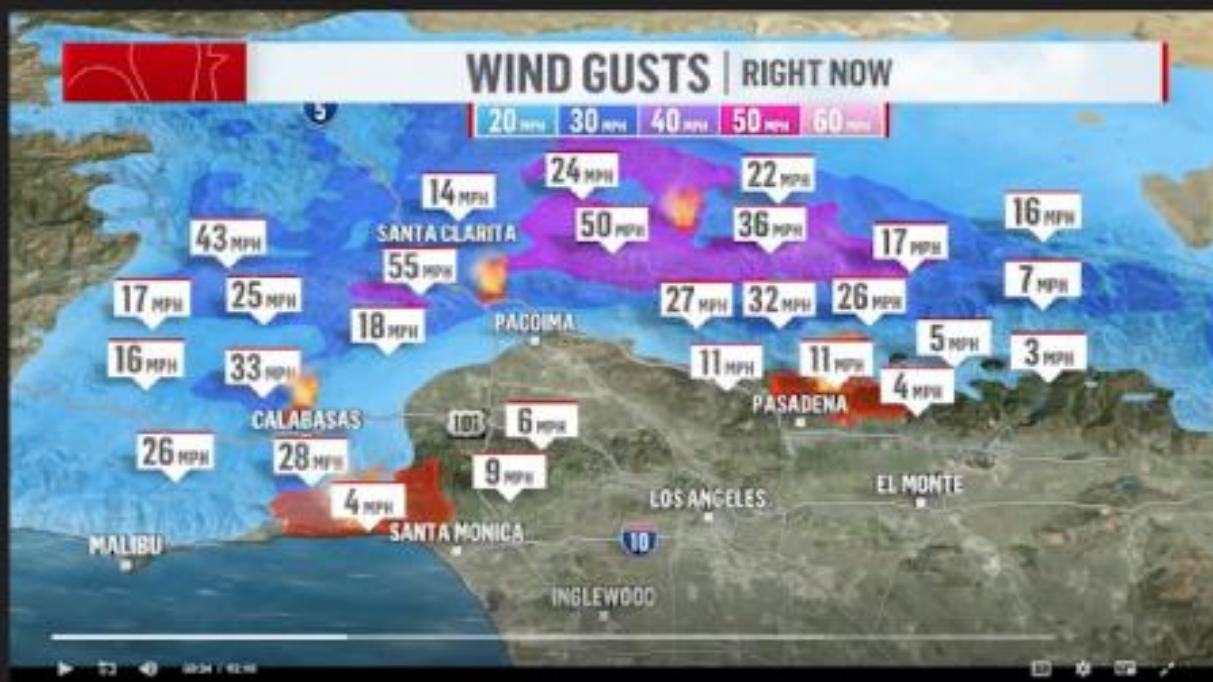 WIND GUSTS | RIGHT NOW
5
20 MPH 30 MPH 40 MPH 50 MPH 60 MPH
24 MPH
22 MPH
14 MPH
16 MPH
50 MPH
36 MPH
43 MPH
SANTA CLARITA
17 MPH
55 MPH
7 MPH
17 MPH
25 MPH
27 MPH
32 MPH
26 MPH
18 MPH
PACOIMA
5 MPH
3 MPH
16 MPH
33 MPH
11 MPH
11 MPH
4 MPH
PASADENA
CALABASAS
101
6 MPH
26 MPH
28 MPH
9 MPH
EL MONTE
4 MPH
LOS ANGELES
SANTA MONICA
10
MALIBU
INGLEWOOD